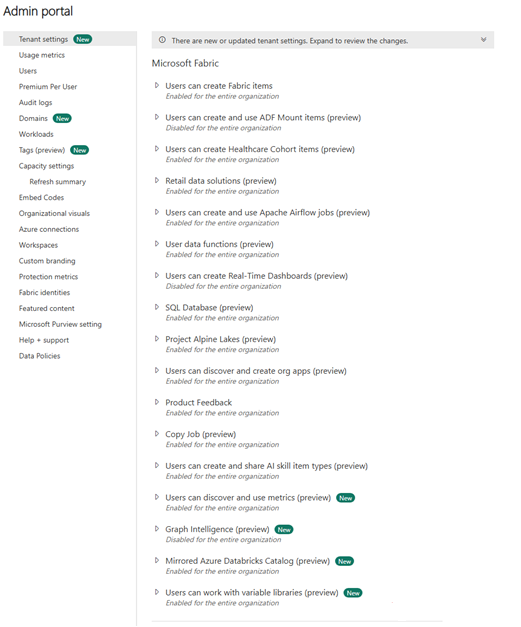 Admin portal
Tenant settings New
Usage metrics
Users
Premium Per User
Audit logs
Domains New
Workloads
Tags (preview) New
Capacity settings
Refresh summary
Embed Codes
Organizational visuals
Azure connections
Workspaces
Custom branding
Protection metrics
Fabric identities
Featured content
Microsoft Purview setting
Help + support
Data Policies
There are new or updated tenant settings. Expand to review the changes.
Microsoft Fabric
Users can create Fabric items
Enabled for the entire organization
Users can create and use ADF Mount items (preview)
Disabled for the entire organization
Users can create Healthcare Cohort items (preview)
Enabled for the entire organization
Retail data solutions (preview)
Enabled for the entire organization
Users can create and use Apache Airflow jobs (preview)
Enabled for the entire organization
User data functions (preview)
Enabled for the entire organization
Users can create Real-Time Dashboards (preview)
Disabled for the entire organization
SQL Database (preview)
Enabled for the entire organization
Project Alpine Lakes (preview)
Enabled for the entire organization
Users can discover and create org apps (preview)
Enabled for the entire organization
Product Feedback
Enabled for the entire organization
Copy Job (preview)
Enabled for the entire organization
Users can create and share AI skill item types (preview)
Enabled for the entire organization
Users can discover and use metrics (preview) New
Enabled for the entire organization
Graph Intelligence (preview) New
Disabled for the entire organization
Mirrored Azure Databricks Catalog (preview) New
Enabled for the entire organization
Users can work with variable libraries (preview) New
Enabled for the entire organization